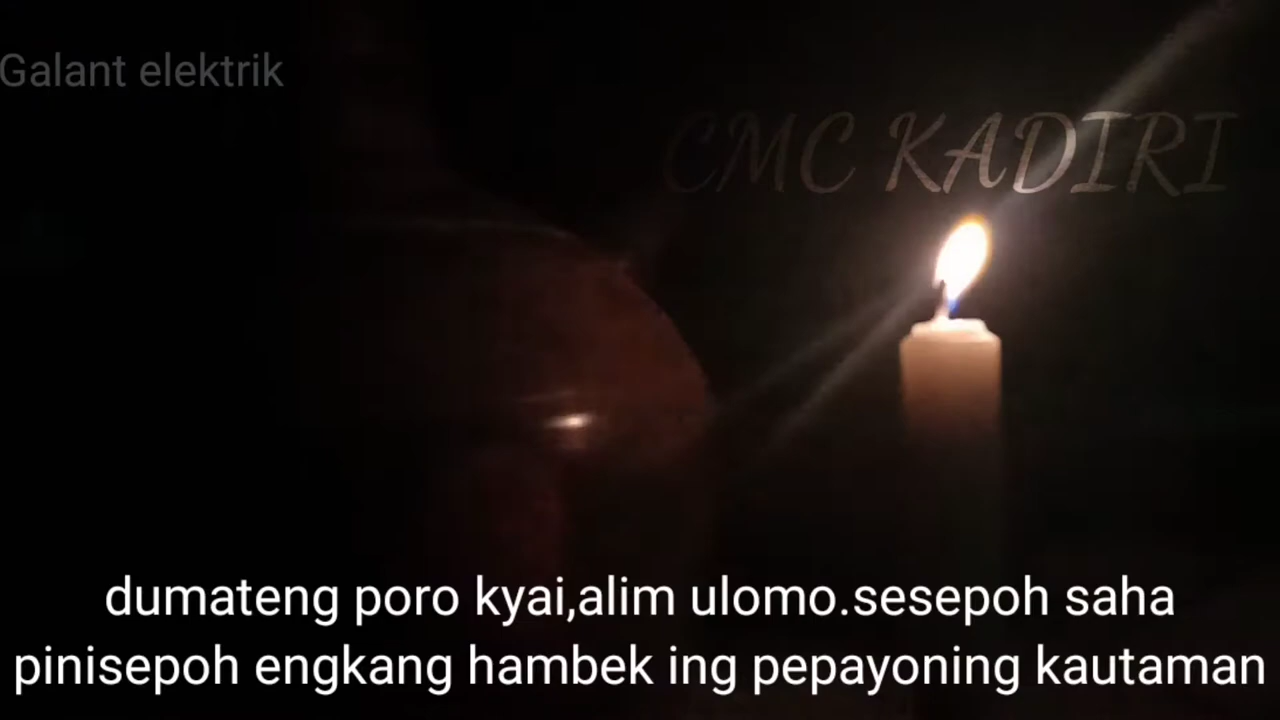 Galant elektrik
CMC KADIRI
dumateng poro kyai,alim ulomo.sesepoh saha
pinisepoh engkang hambek ing pepayoning kautaman